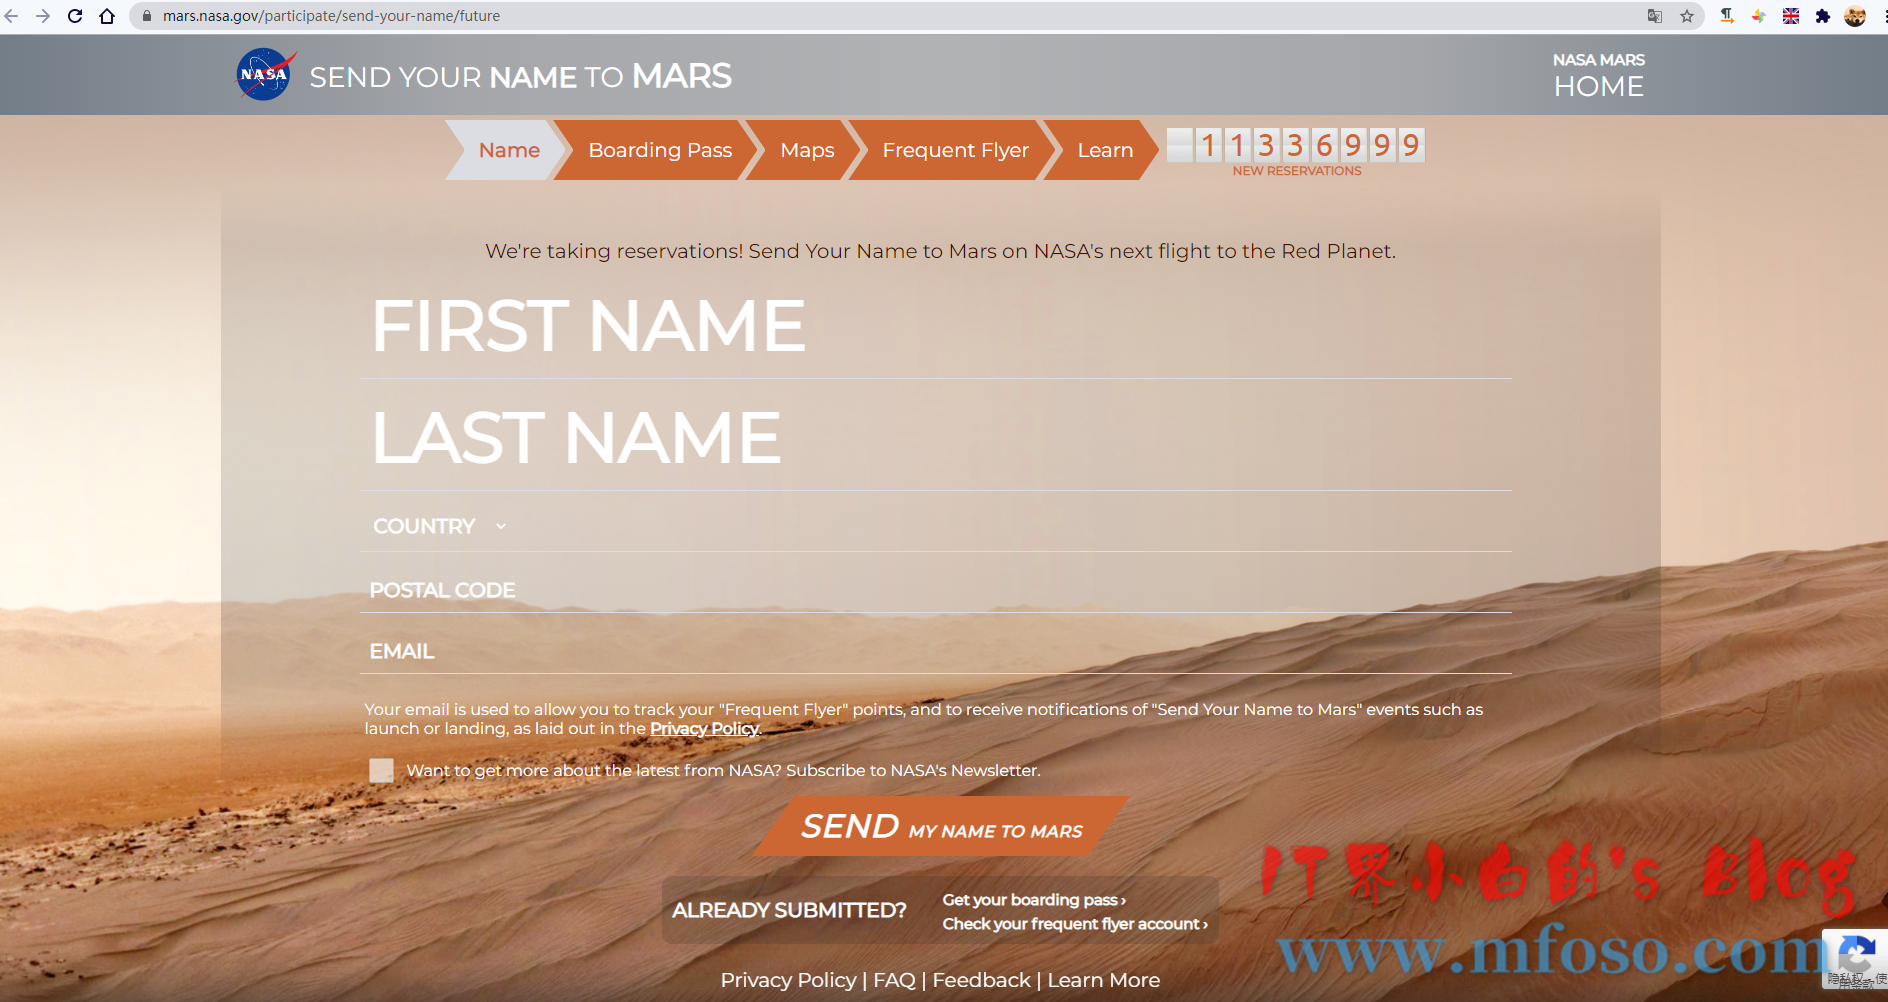 mars.nasa.gov/participate/send-your-name/future
NASA
SEND YOUR NAME TO MARS
NASA MARS
HOME
Name
Boarding Pass
Maps
Frequent Flyer
Learn
11336999
NEW RESERVATIONS
We're taking reservations! Send Your Name to Mars on NASA's next flight to the Red Planet.
FIRST NAME
LAST NAME
COUNTRY
POSTAL CODE
EMAIL
Your email is used to allow you to track your "Frequent Flyer" points, and to receive notifications of "Send Your Name to Mars" events such as
launch or landing, as laid out in the Privacy Policy.
Want to get more about the latest from NASA? Subscribe to NASA's Newsletter.
SEND MY NAME TO MARS
ALREADY SUBMITTED?
Get your boarding pass ›
Check your frequent flyer account ›
IT界小白的's Blog
www.mfoso.com
隐私权 - 使
用条款
Privacy Policy | FAQ | Feedback | Learn More